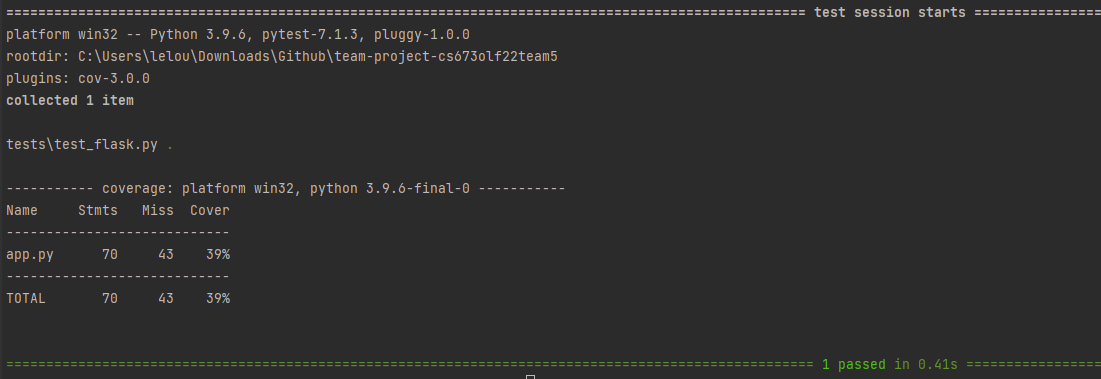 ==================================================================================================== test session starts ================
platform win32 -- Python 3.9.6, pytest-7.1.3, pluggy-1.0.0
rootdir: C:\Users\lelou\Downloads\Github\team-project-cs673olf22team5
plugins: cov-3.0.0
collected 1 item
tests\test_flask.py .
----------- coverage: platform win32, python 3.9.6-final-0 -----------
Name     Stmts   Miss  Cover
----------------------------
app.py      70     43    39%
----------------------------
TOTAL       70     43    39%
===================================================================================================== 1 passed in 0.41s =================